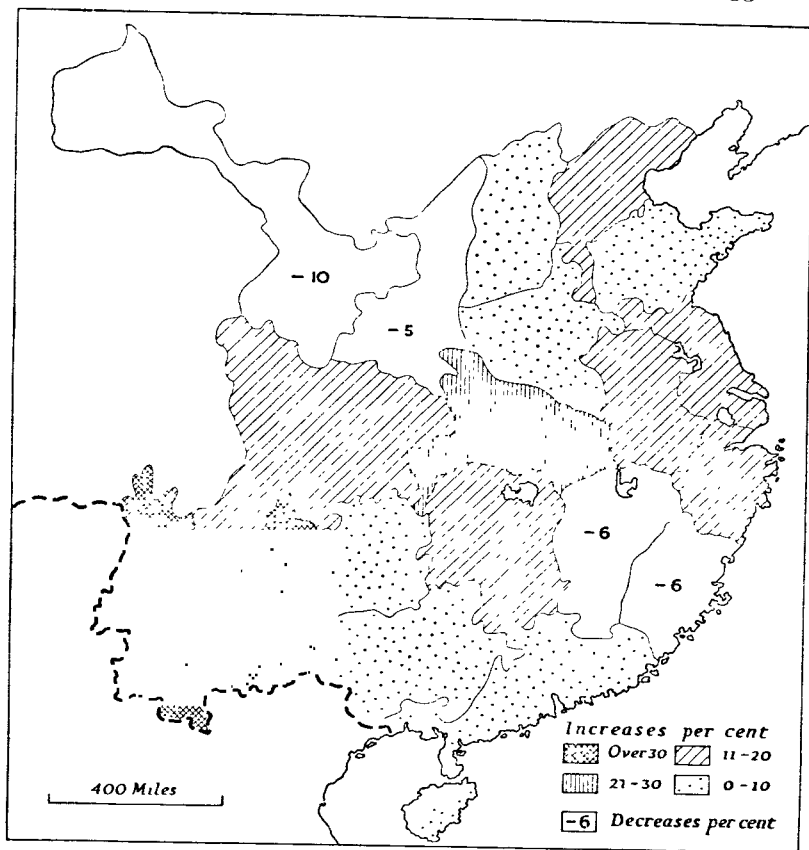 - 10
- 5
- 6
- 6
Increases per cent
Over 30
11 - 20
21 - 30
0 - 10
-6 Decreases per cent
400 Miles